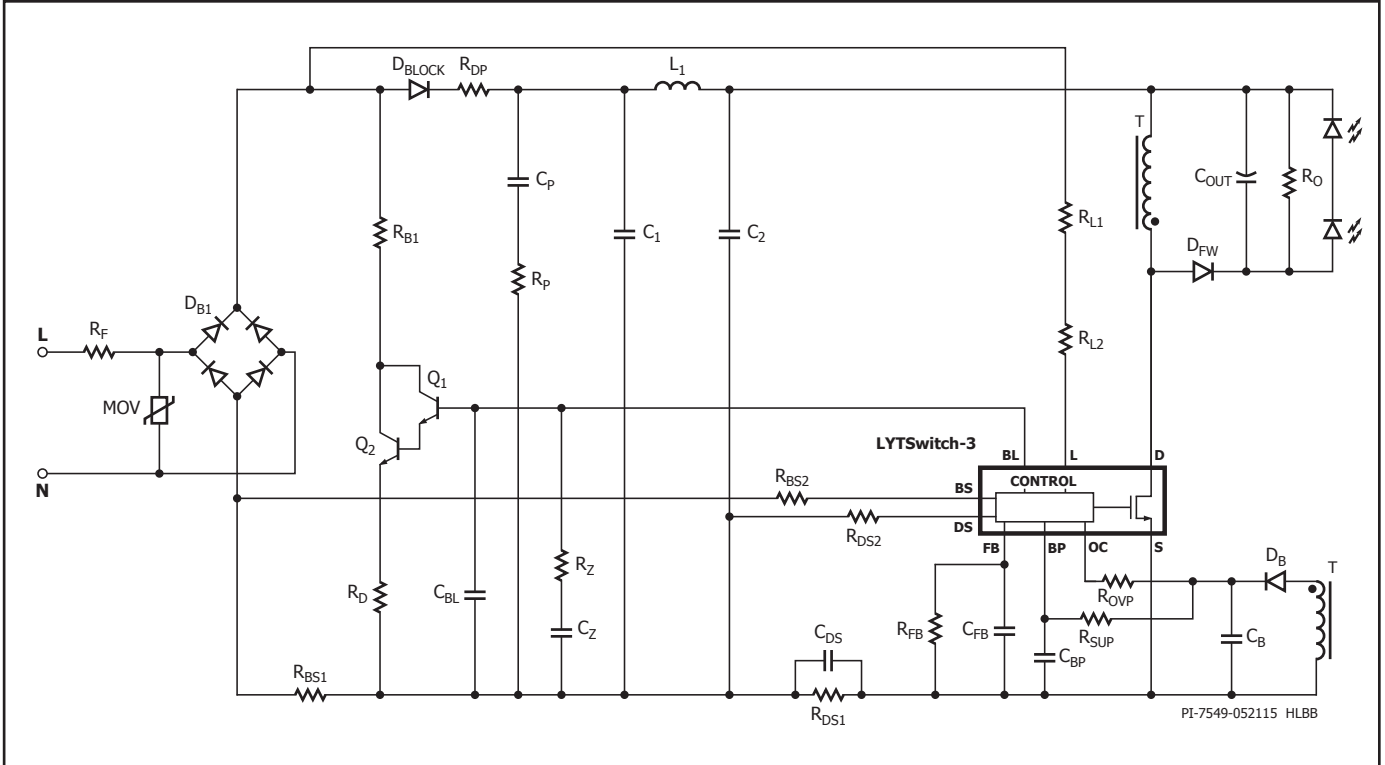 D_BLOCK
R_DP
L_1
T
C_P
C_OUT
R_O
R_L1
R_B1
C_1
C_2
D_FW
R_P
D_B1
L
R_F
R_L2
Q_1
MOV
LYTSwitch-3
Q_2
BL
L
D
R_BS2
BS
CONTROL
N
DS
R_DS2
FB
BP
OC
S
D_B
T
R_Z
R_D
C_BL
R_OVP
C_Z
C_DS
R_FB
C_FB
R_SUP
C_B
C_BP
R_BS1
R_DS1
PI-7549-052115 HLBB